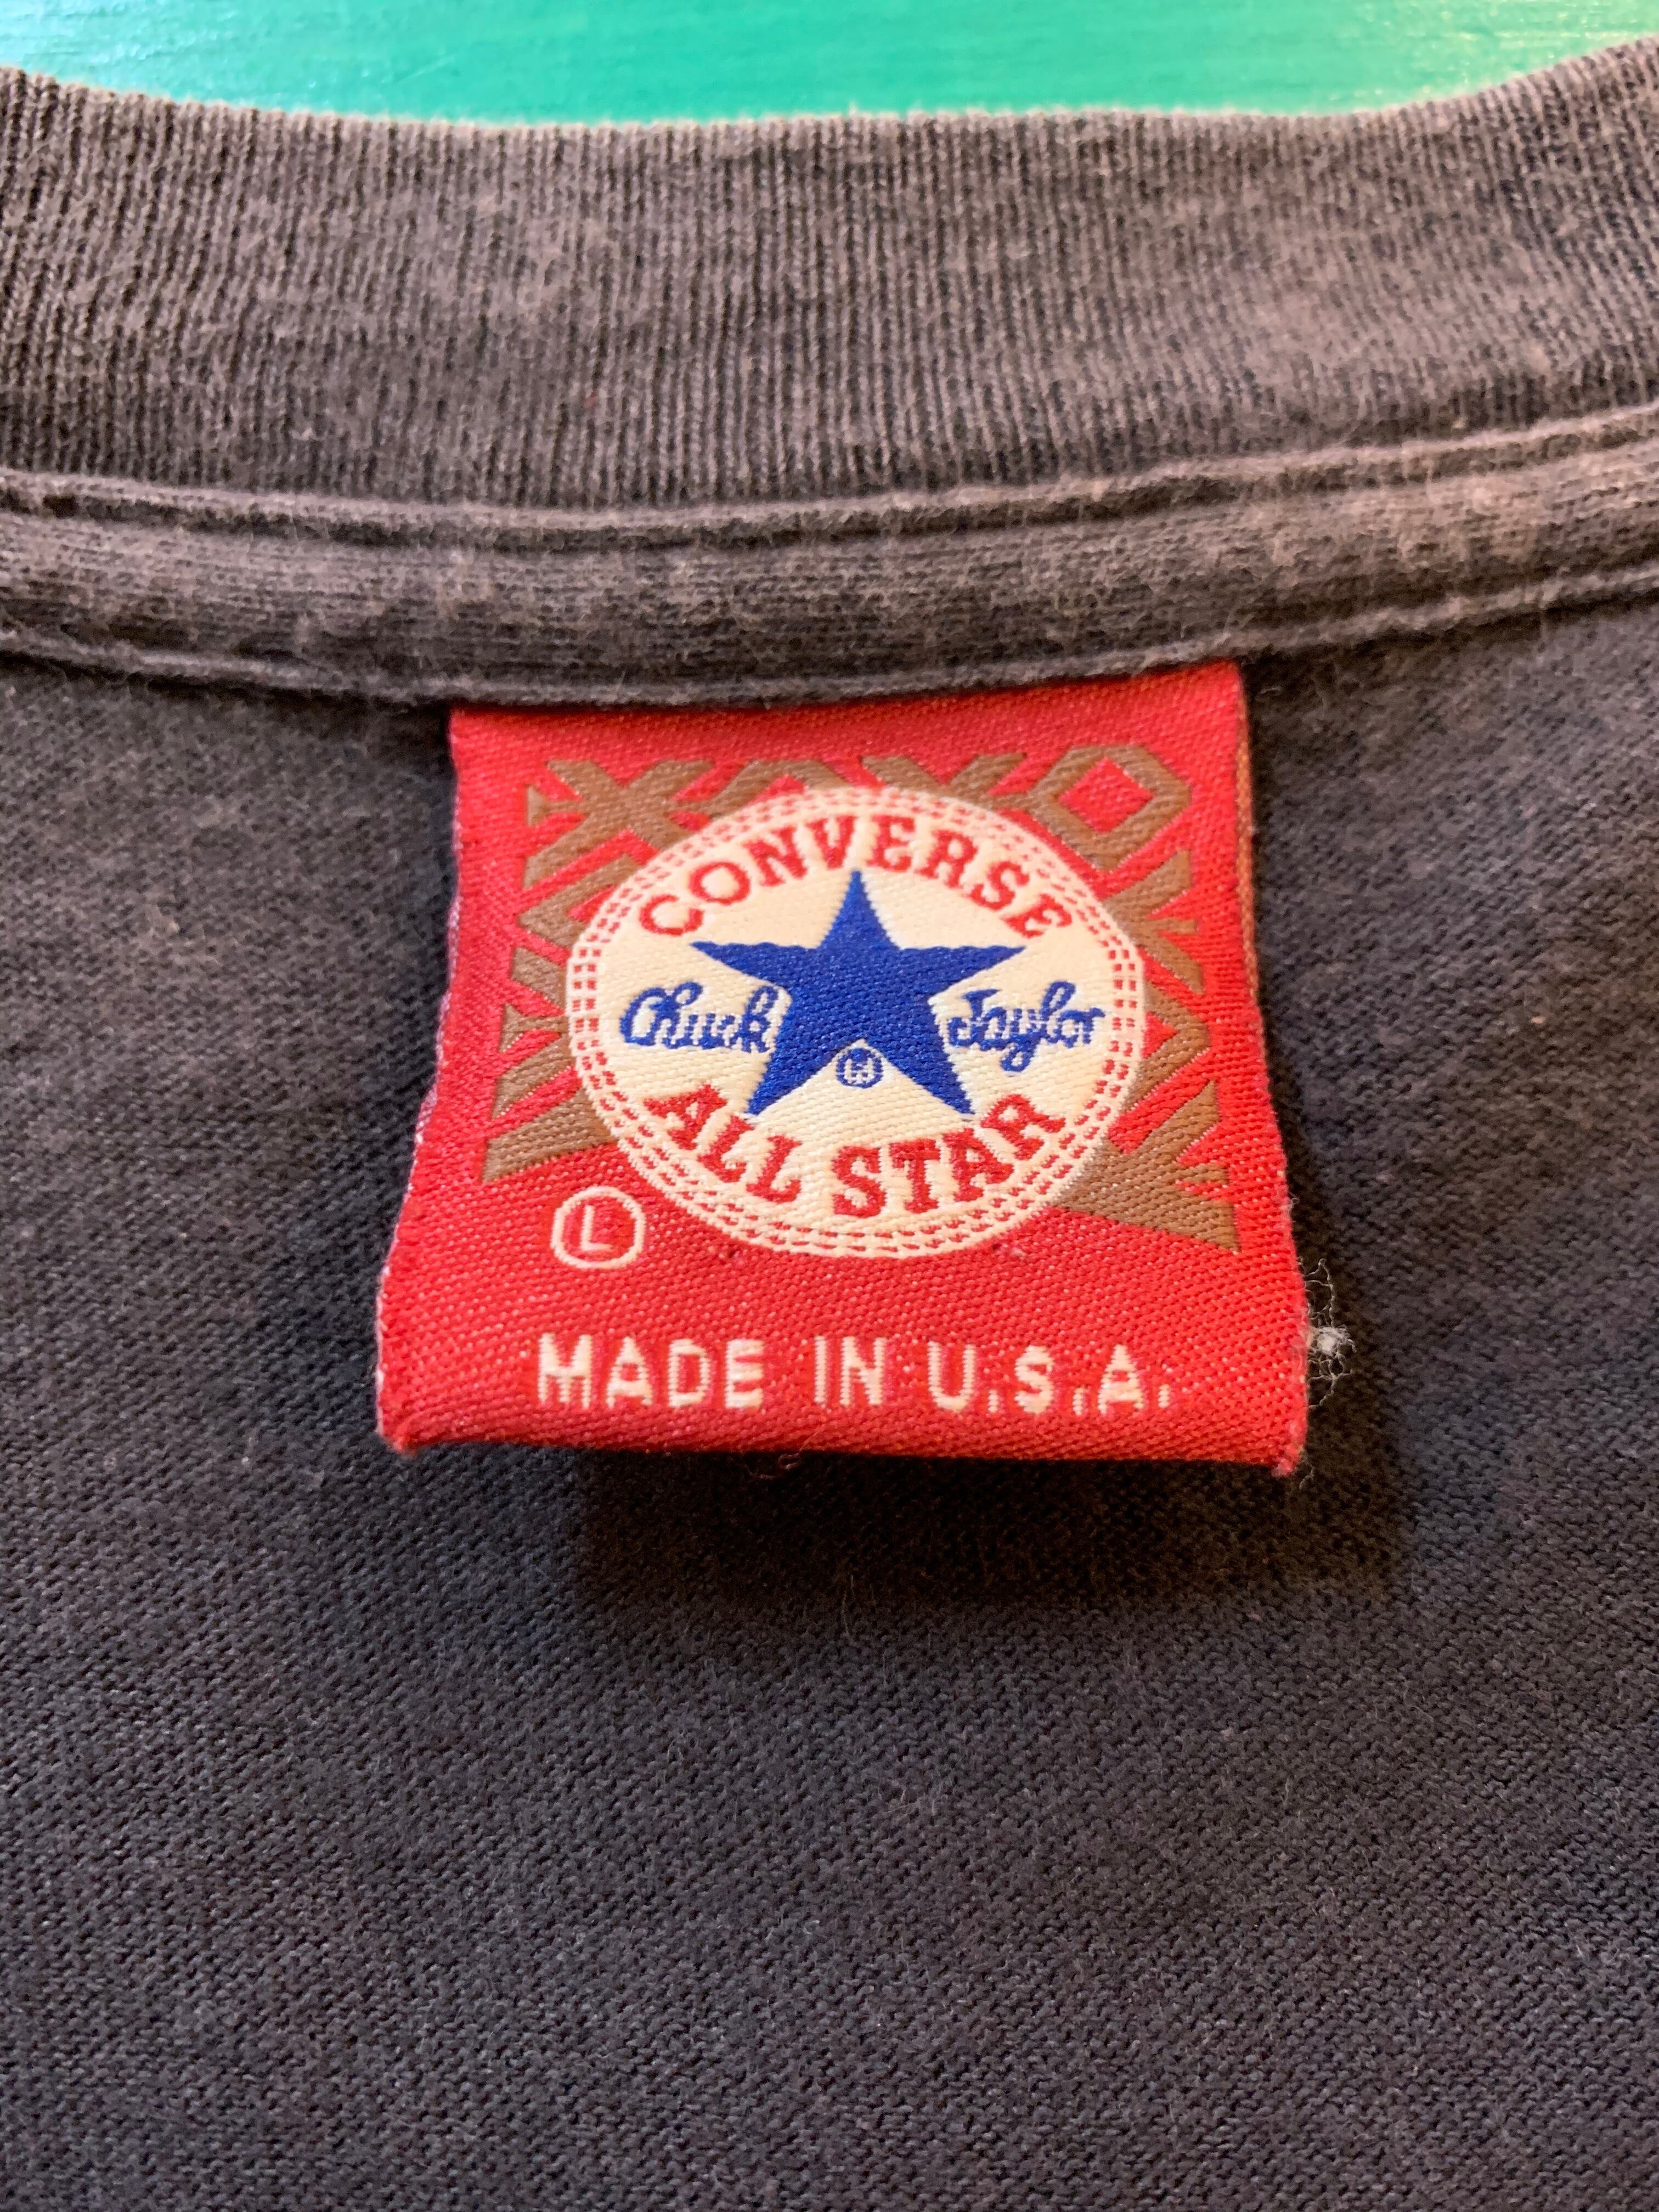 CONVERSE
Chuck Taylor
®
ALL STAR
L
MADE IN U.S.A.